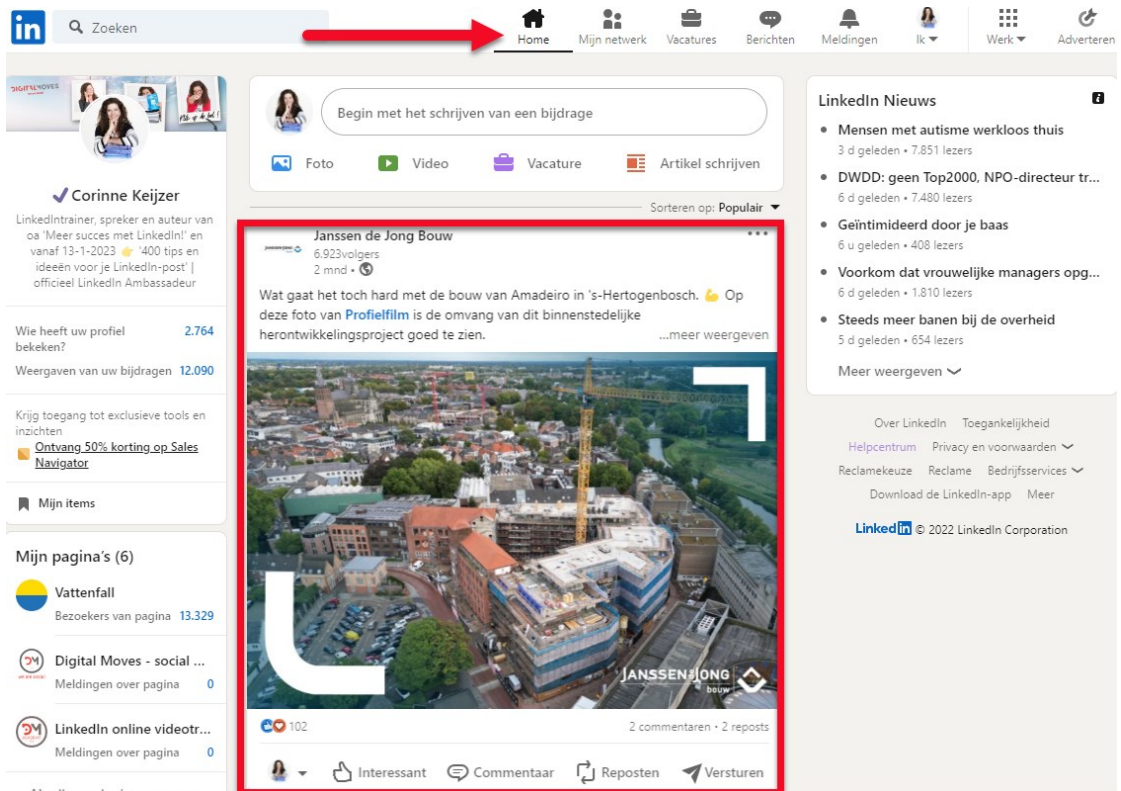 in
Zoeken
Home
Mijn netwerk
Vacatures
Berichten
Meldingen
Ik
Werk
Adverteren
DIGITALMOVES
Corinne Keijzer
LinkedIntrainer, spreker en auteur van
oa 'Meer succes met LinkedIn!' en
vanaf 13-1-2023 👉 '400 tips en
ideeën voor je LinkedIn-post' |
officieel LinkedIn Ambassadeur
Wie heeft uw profiel 2.764
bekeken?
Weergaven van uw bijdragen 12.090
Krijg toegang tot exclusieve tools en
inzichten
Ontvang 50% korting op Sales
Navigator
Mijn items
Mijn pagina's (6)
Vattenfall
Bezoekers van pagina 13.329
DM
Digital Moves - social ...
Meldingen over pagina 0
DM
LinkedIn online videotr...
Meldingen over pagina 0
Begin met het schrijven van een bijdrage
Foto
Video
Vacature
Artikel schrijven
Sorteren op: Populair
Janssen de Jong Bouw
6.923volgers
2 mnd •
Wat gaat het toch hard met de bouw van Amadeiro in 's-Hertogenbosch. 💪 Op
deze foto van Profielfilm is de omvang van dit binnenstedelijke
herontwikkelingsproject goed te zien. ...meer weergeven
JANSSEN DE JONG
bouw
102
2 commentaren • 2 reposts
Interessant
Commentaar
Reposten
Versturen
LinkedIn Nieuws
Mensen met autisme werkloos thuis
3 d geleden • 7.851 lezers
DWDD: geen Top2000, NPO-directeur tr...
6 d geleden • 7.480 lezers
Geïntimideerd door je baas
6 u geleden • 408 lezers
Voorkom dat vrouwelijke managers opg...
6 d geleden • 1.810 lezers
Steeds meer banen bij de overheid
5 d geleden • 654 lezers
Meer weergeven
Over LinkedIn Toegankelijkheid
Helpcentrum Privacy en voorwaarden
Reclamekeuze Reclame Bedrijfsservices
Download de LinkedIn-app Meer
Linked in © 2022 LinkedIn Corporation